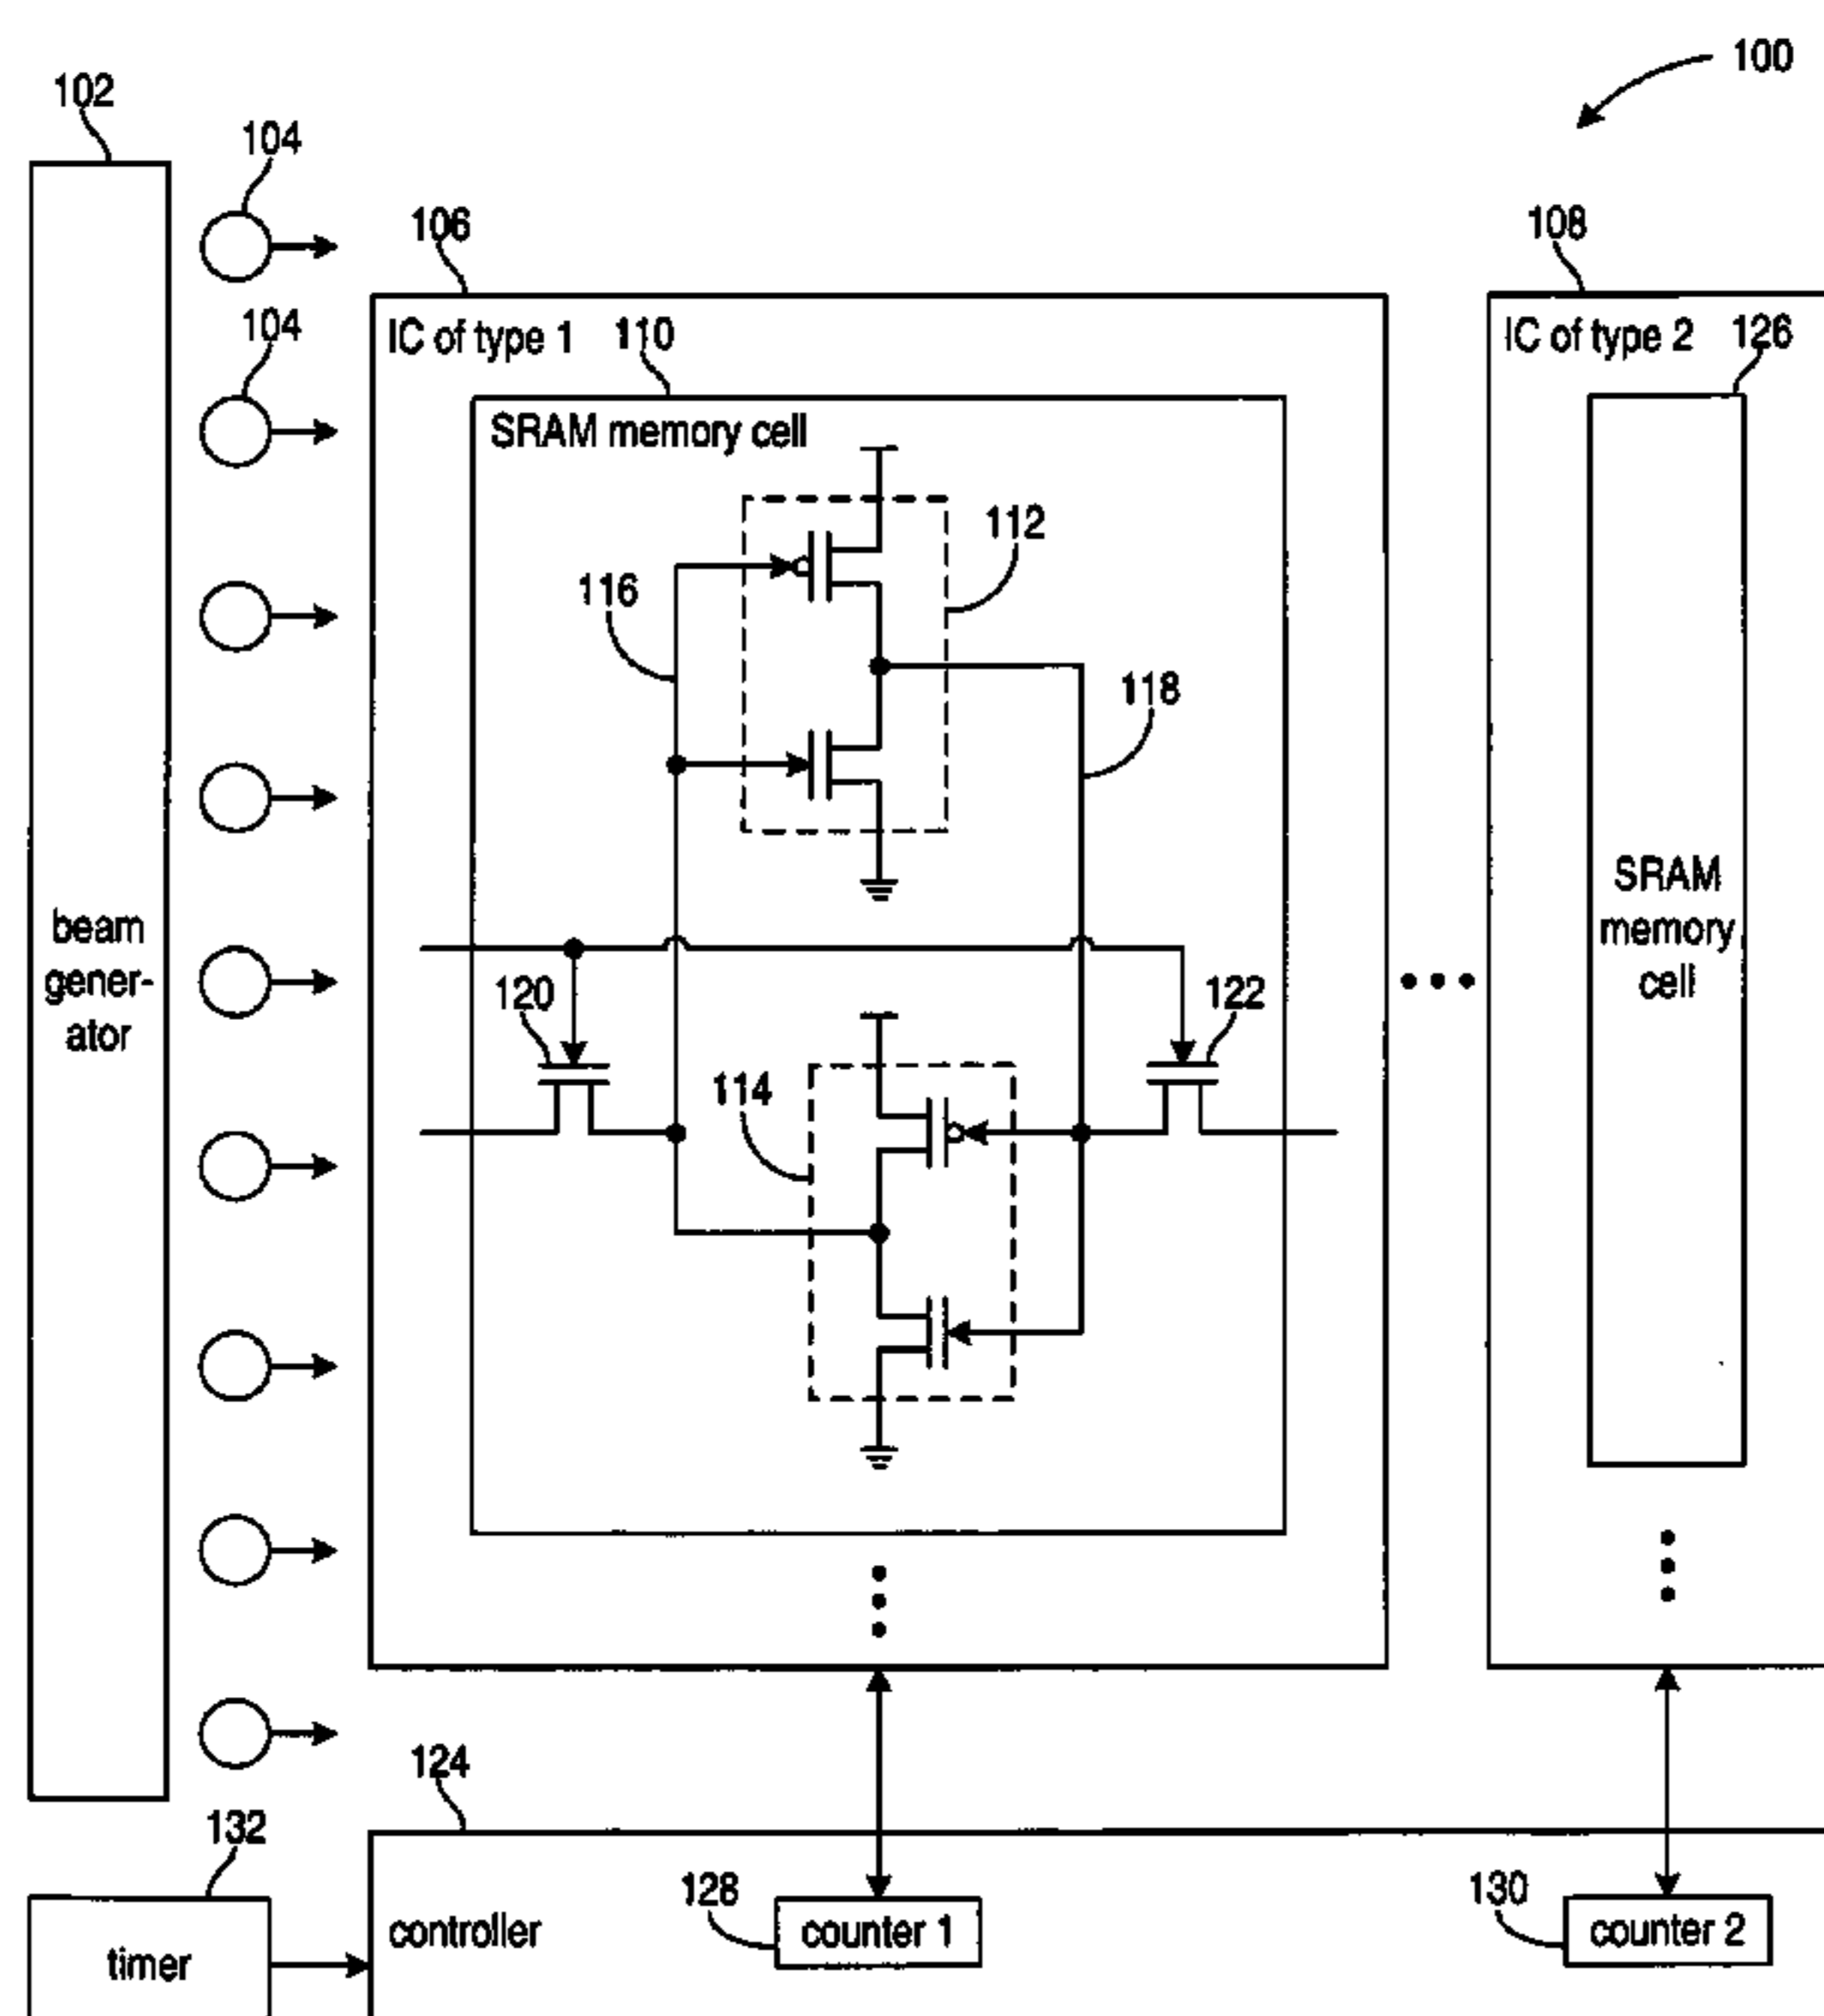 100
102
104
106
108
104
IC of type 1
110
IC of type 2
126
SRAM memory cell
112
116
118
SRAM
memory
cell
beam
gener-
ator
120
122
114
124
132
128
130
controller
counter 1
counter 2
timer